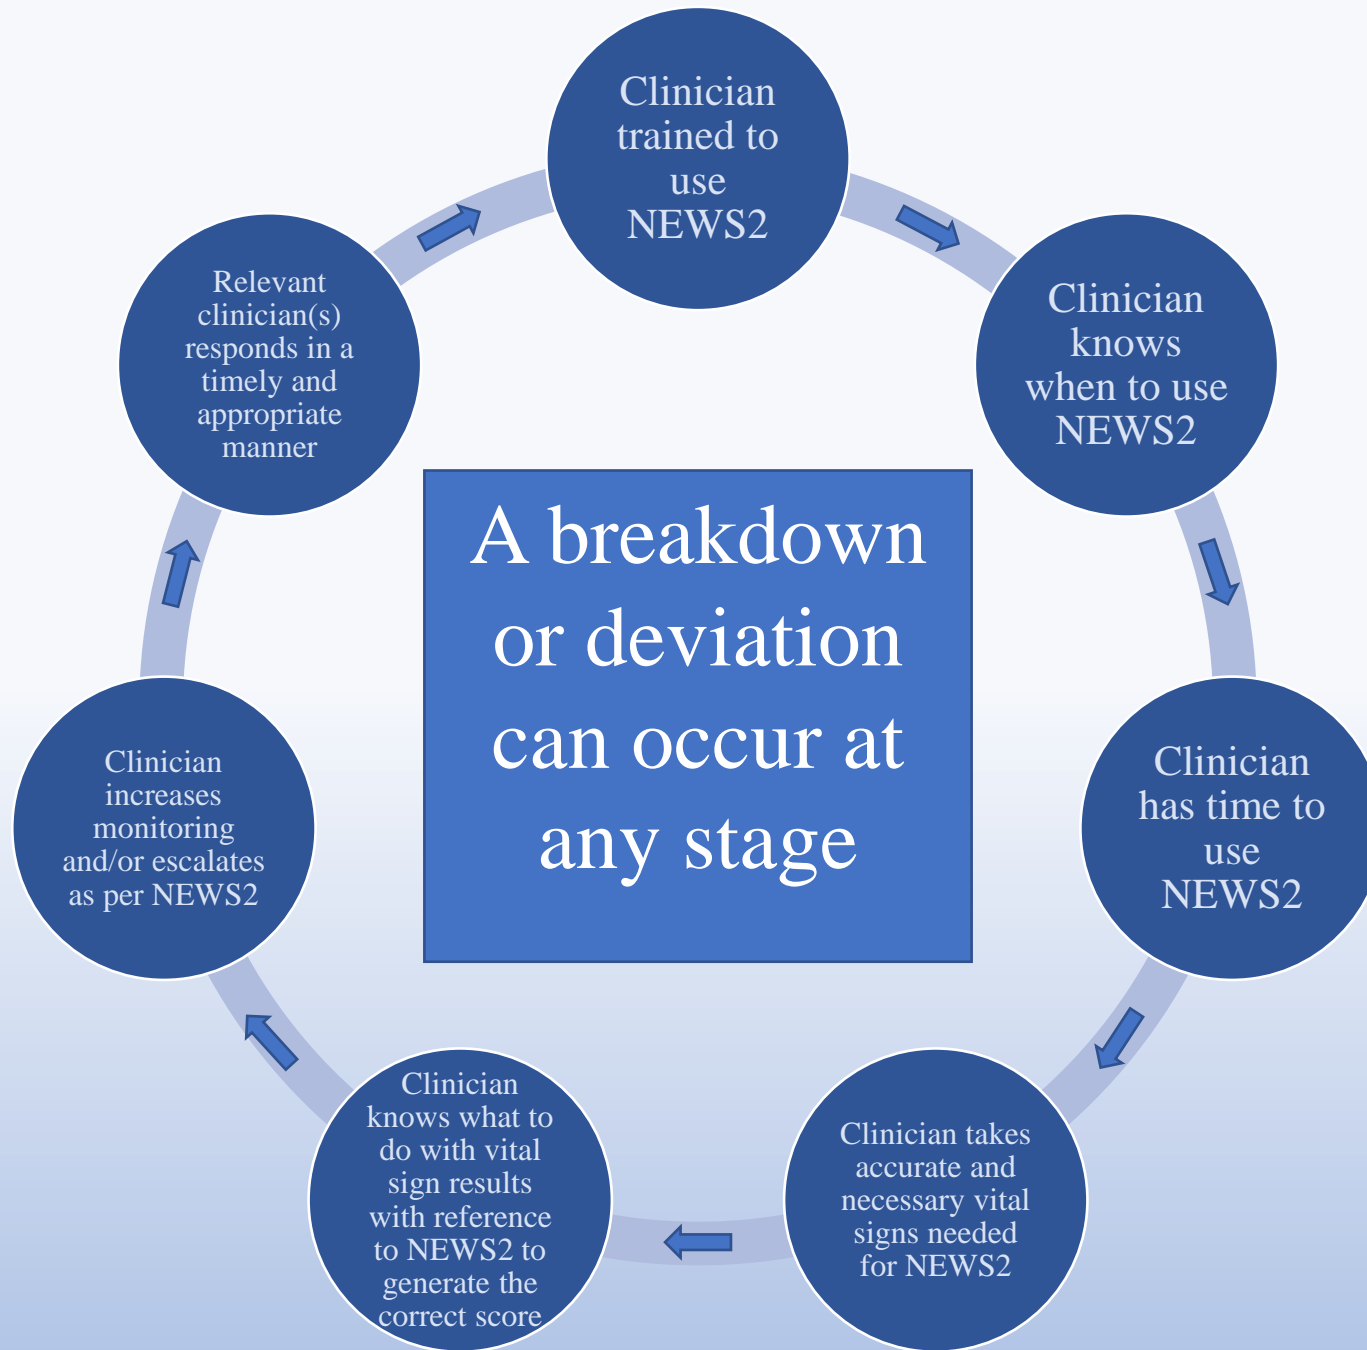 Clinician
trained to
use
NEWS2
Clinician
knows
when to use
NEWS2
Clinician
has time to
use
NEWS2
Clinician takes
accurate and
necessary vital
signs needed
for NEWS2
Clinician
knows what to
do with vital
sign results
with reference
to NEWS2 to
generate the
correct score
Clinician
increases
monitoring
and/or escalates
as per NEWS2
Relevant
clinician(s)
responds in a
timely and
appropriate
manner
A breakdown
or deviation
can occur at
any stage